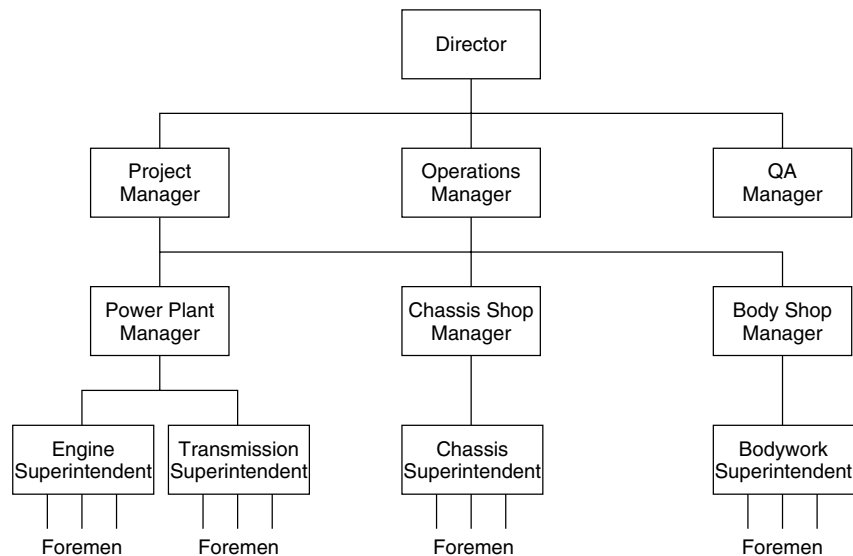 Director
Project
Manager
Operations
Manager
QA
Manager
Power Plant
Manager
Chassis Shop
Manager
Body Shop
Manager
Engine
Superintendent
Transmission
Superintendent
Chassis
Superintendent
Bodywork
Superintendent
Foremen
Foremen
Foremen
Foremen